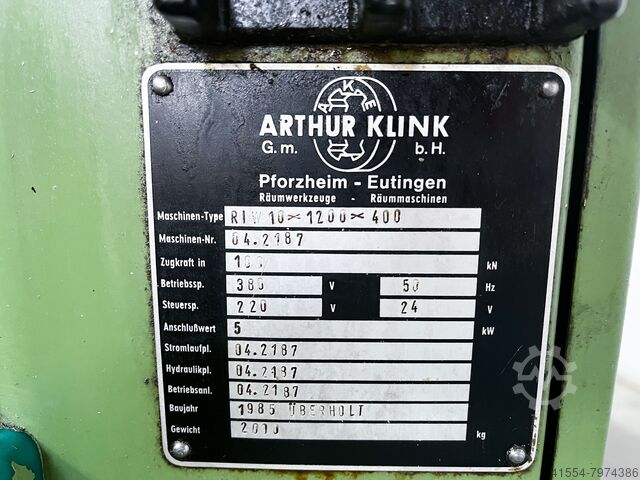 A K E
ARTHUR KLINK
G.m. b.H.
Pforzheim - Eutingen
Räumwerkzeuge - Räummaschinen
Maschinen-Type RIW 10×1200×400
Maschinen-Nr. 04.2187
Zugkraft in kN
Betriebssp. 380 V 50 Hz
Steuersp. 220 V 24 V
Anschlußwert 5 kW
Stromlaufpl. 04.2187
Hydraulikpl. 04.2187
Betriebsanl. 04.2187
Baujahr 1985 ÜBERHOLT
Gewicht 2010 kg
41554-7974386